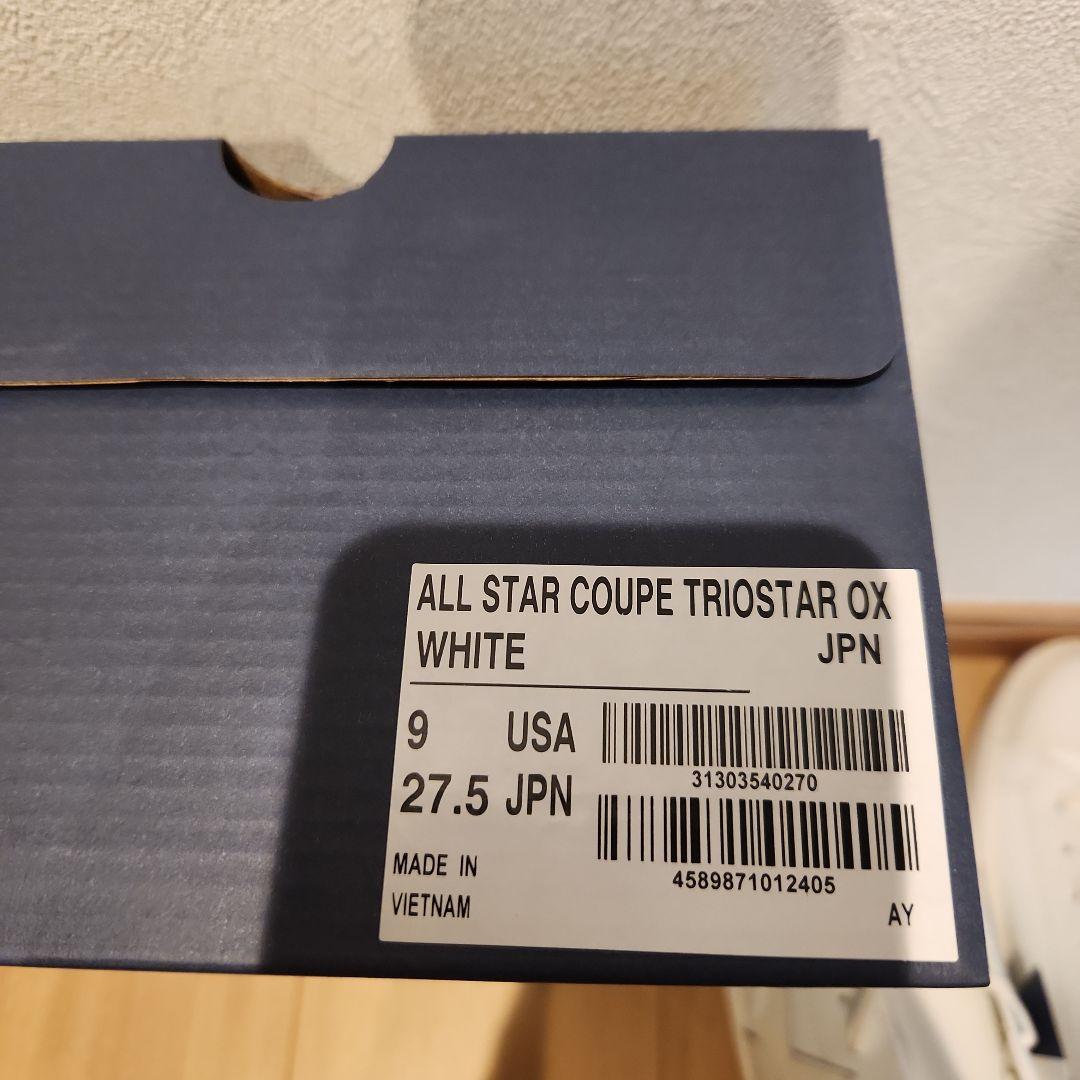 ALL STAR COUPE TRIOSTAR OX
WHITE JPN
9 USA
31303540270
27.5 JPN
4589871012405
MADE IN
VIETNAM
AY